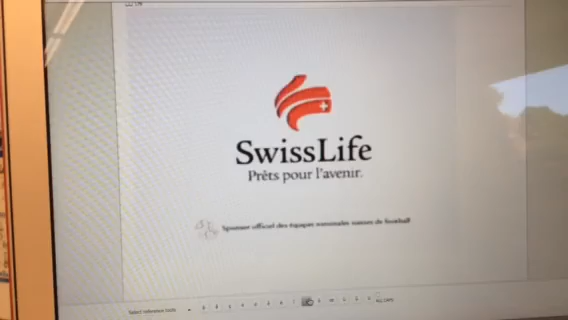 SwissLife
Prêts pour l'avenir.
Sponsor officiel des équipes nationales suisses de football